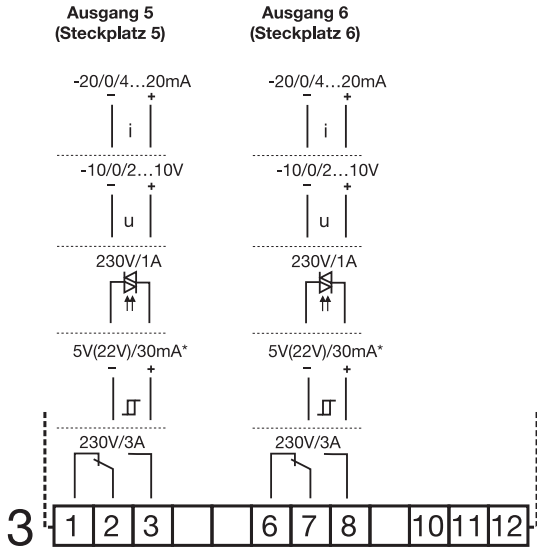 Ausgang 5 Ausgang 6
(Steckplatz 5) (Steckplatz 6)
-20/0/4...20mA -20/0/4...20mA
– + – +
i i
-10/0/2...10V -10/0/2...10V
– + – +
u u
230V/1A 230V/1A
5V(22V)/30mA* 5V(22V)/30mA*
– + – +
230V/3A 230V/3A
3 1 2 3 6 7 8 10 11 12